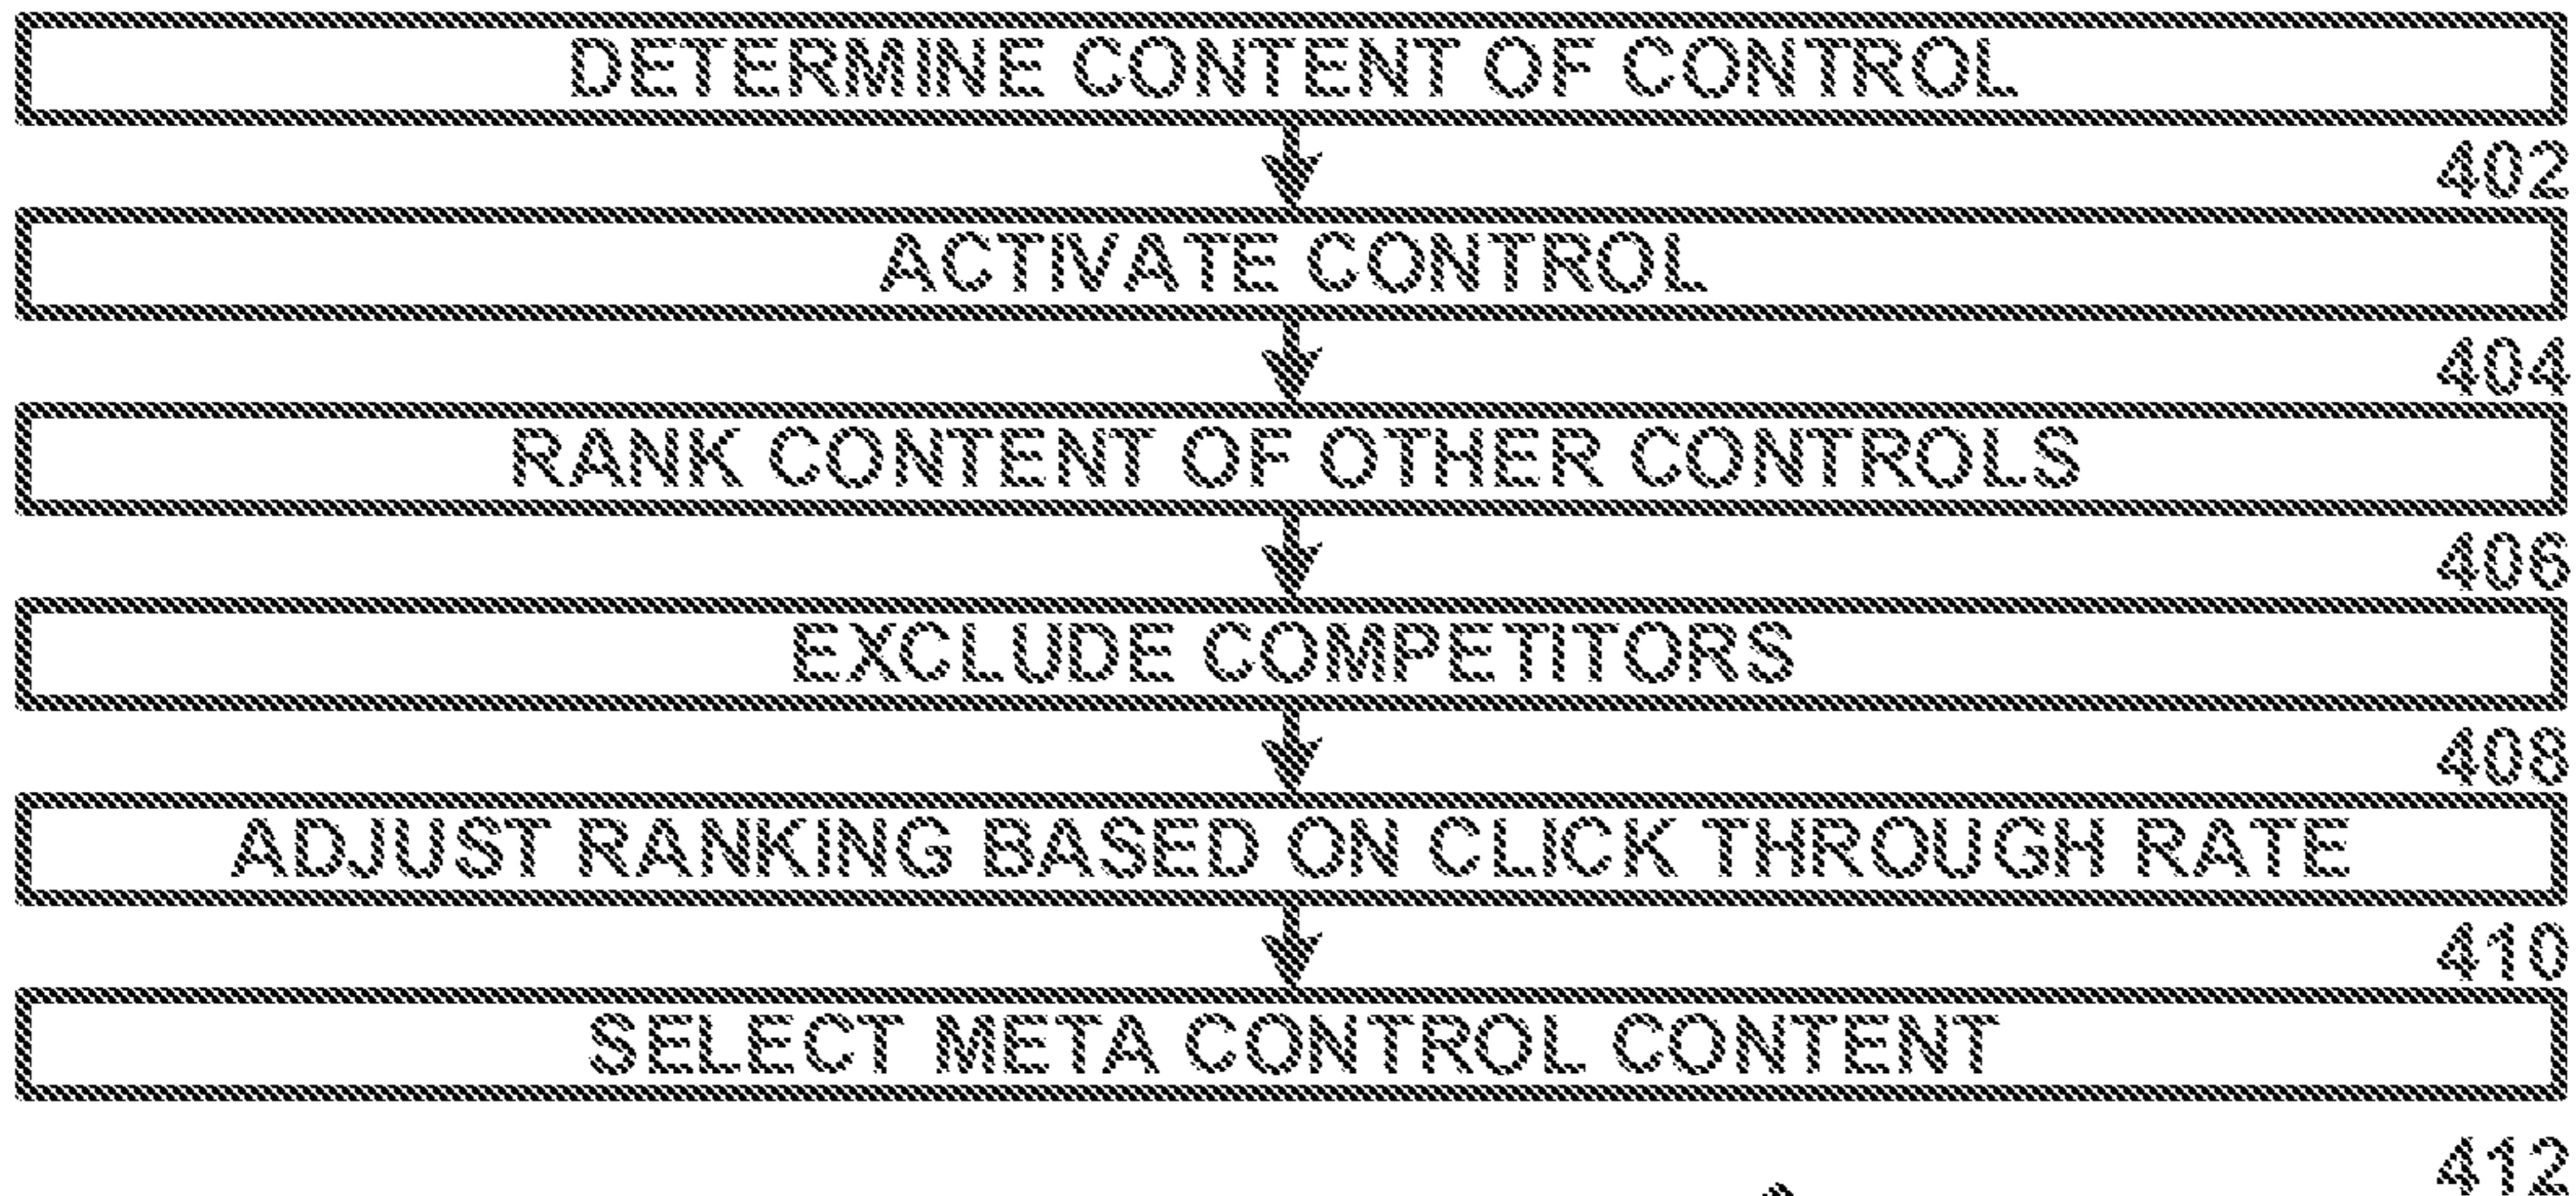 DETERMINE CONTENT OF CONTROL
402
ACTIVATE CONTROL
404
RANK CONTENT OF OTHER CONTROLS
406
EXCLUDE COMPETITORS
408
ADJUST RANKING BASED ON CLICK THROUGH RATE
410
SELECT META CONTROL CONTENT
412